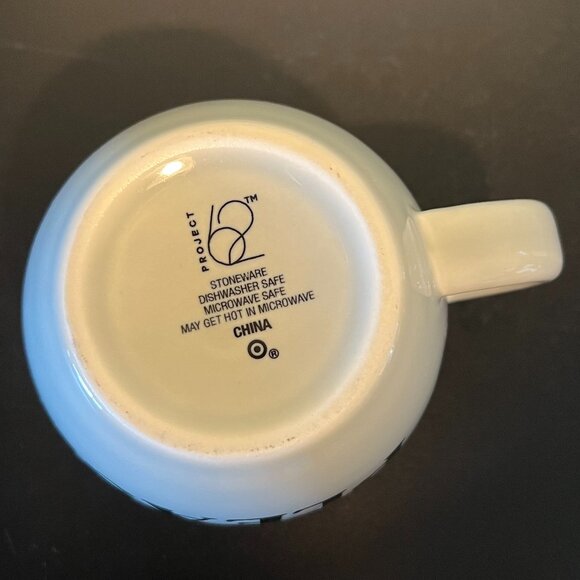 PROJECT 62™
STONEWARE
DISHWASHER SAFE
MICROWAVE SAFE
MAY GET HOT IN MICROWAVE
CHINA
®